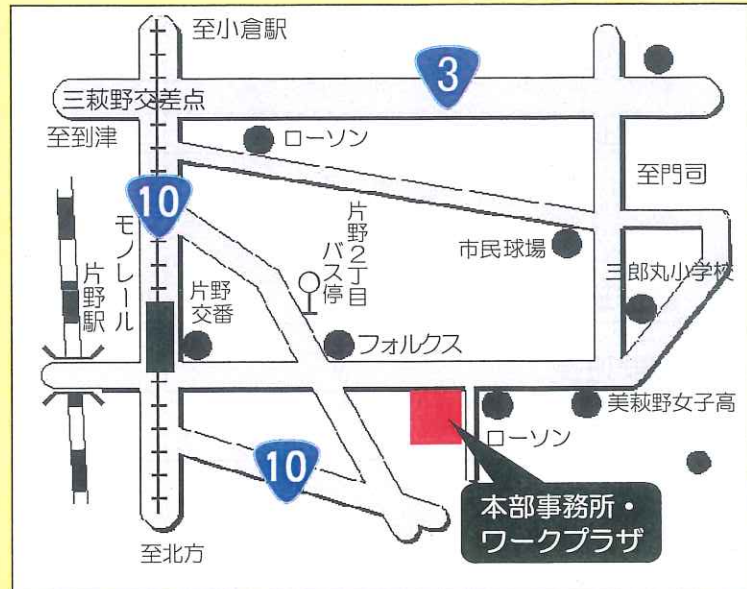 至小倉駅
3
三萩野交差点
至到津
ローソン
至門司
10
モノレール
片野駅
片野2丁目
バス停
市民球場
三郎丸小学校
片野
交番
フォルクス
美萩野女子高
ローソン
10
本部事務所・
ワークプラザ
至北方